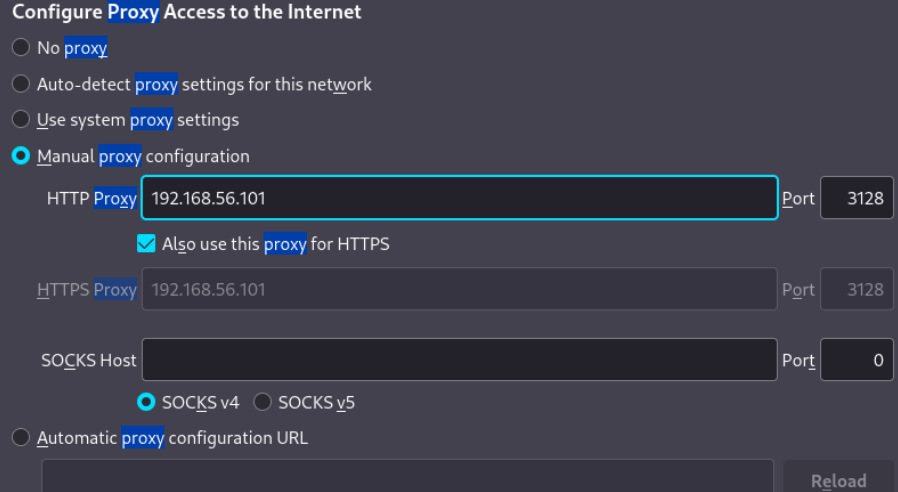 Configure Proxy Access to the Internet
No proxy
Auto-detect proxy settings for this network
Use system proxy settings
Manual proxy configuration
HTTP Proxy 192.168.56.101 Port 3128
Also use this proxy for HTTPS
HTTPS Proxy 192.168.56.101 Port 3128
SOCKS Host Port 0
SOCKS v4 SOCKS v5
Automatic proxy configuration URL
Reload